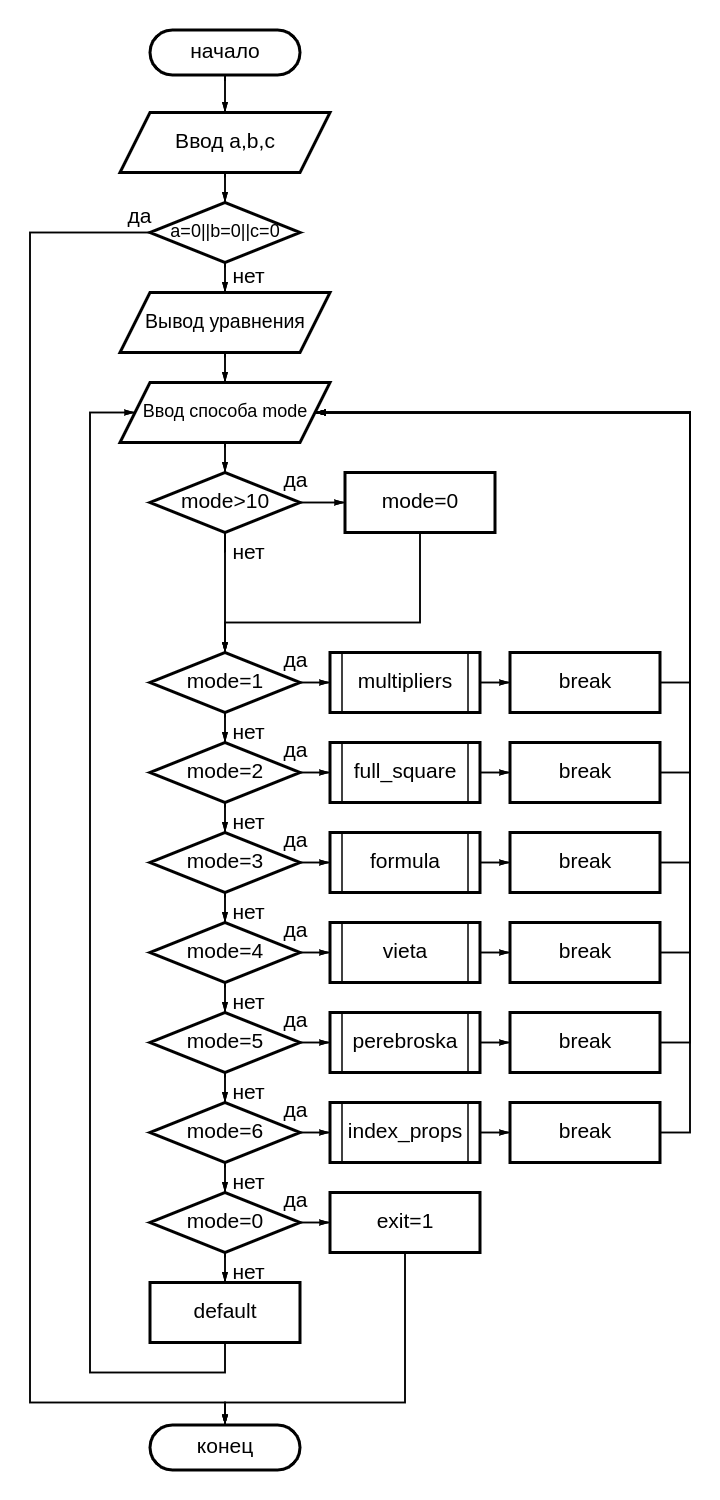 начало
Ввод a,b,c
да
a=0||b=0||c=0
нет
Вывод уравнения
Ввод способа mode
да
mode>10
mode=0
нет
да
mode=1
multipliers
break
нет
да
mode=2
full_square
break
нет
да
mode=3
formula
break
нет
да
mode=4
vieta
break
нет
да
mode=5
perebroska
break
нет
да
mode=6
index_props
break
нет
да
mode=0
exit=1
нет
default
конец